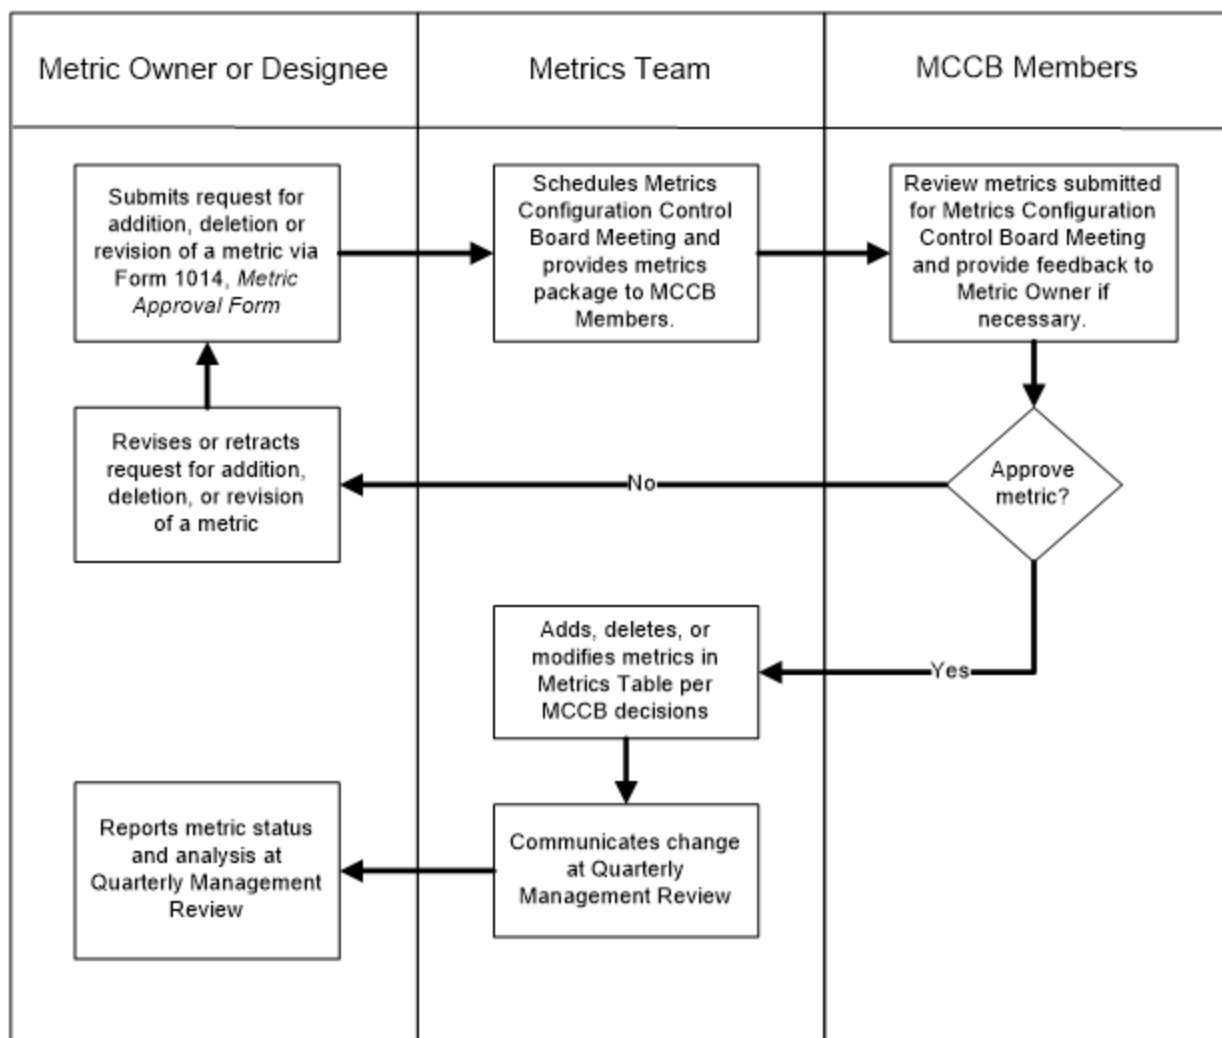 Metric Owner or Designee
Metrics Team
MCCB Members
Submits request for
addition, deletion or
revision of a metric via
Form 1014, Metric
Approval Form
Schedules Metrics
Configuration Control
Board Meeting and
provides metrics
package to MCCB
Members.
Review metrics submitted
for Metrics Configuration
Control Board Meeting
and provide feedback to
Metric Owner if
necessary.
Revises or retracts
request for addition,
deletion, or revision
of a metric
No
Approve
metric?
Adds, deletes, or
modifies metrics in
Metrics Table per
MCCB decisions
Yes
Reports metric status
and analysis at
Quarterly Management
Review
Communicates change
at Quarterly
Management Review